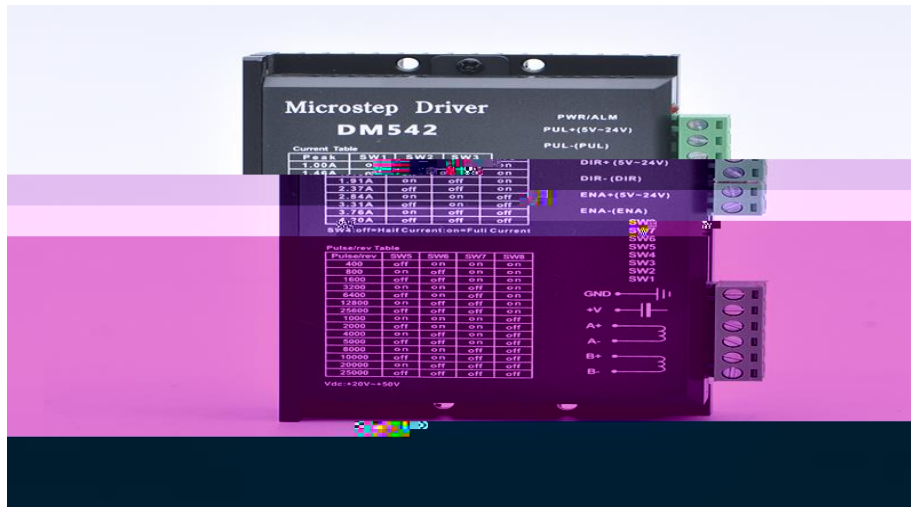 Microstep Driver
DM542
Current Table
Peak SW1 SW2 SW3
1.00A
1.91A on off on
2.37A off off on
2.84A on on off
3.31A off on off
3.76A on off off
off off off
SW4:off=Half Current:on=Full Current
Pulse/rev Table
Pulse/rev SW5 SW6 SW7 SW8
400 off on on on
800 on off on on
1600 off off on on
3200 on on off on
6400 off on off on
12800 on off off on
25600 off off off on
1000 on on on off
2000 off on on off
4000 on off on off
5000 off off on off
8000 on on off off
10000 off on off off
20000 on off off off
25000 off off off off
Vdc:+20V~+50V
PWR/ALM
PUL+(5V~24V)
PUL-(PUL)
DIR+(5V~24V)
DIR-(DIR)
ENA+(5V~24V)
ENA-(ENA)
SW8
SW7
SW6
SW5
SW4
SW3
SW2
SW1
GND
+V
A+
A-
B+
B-